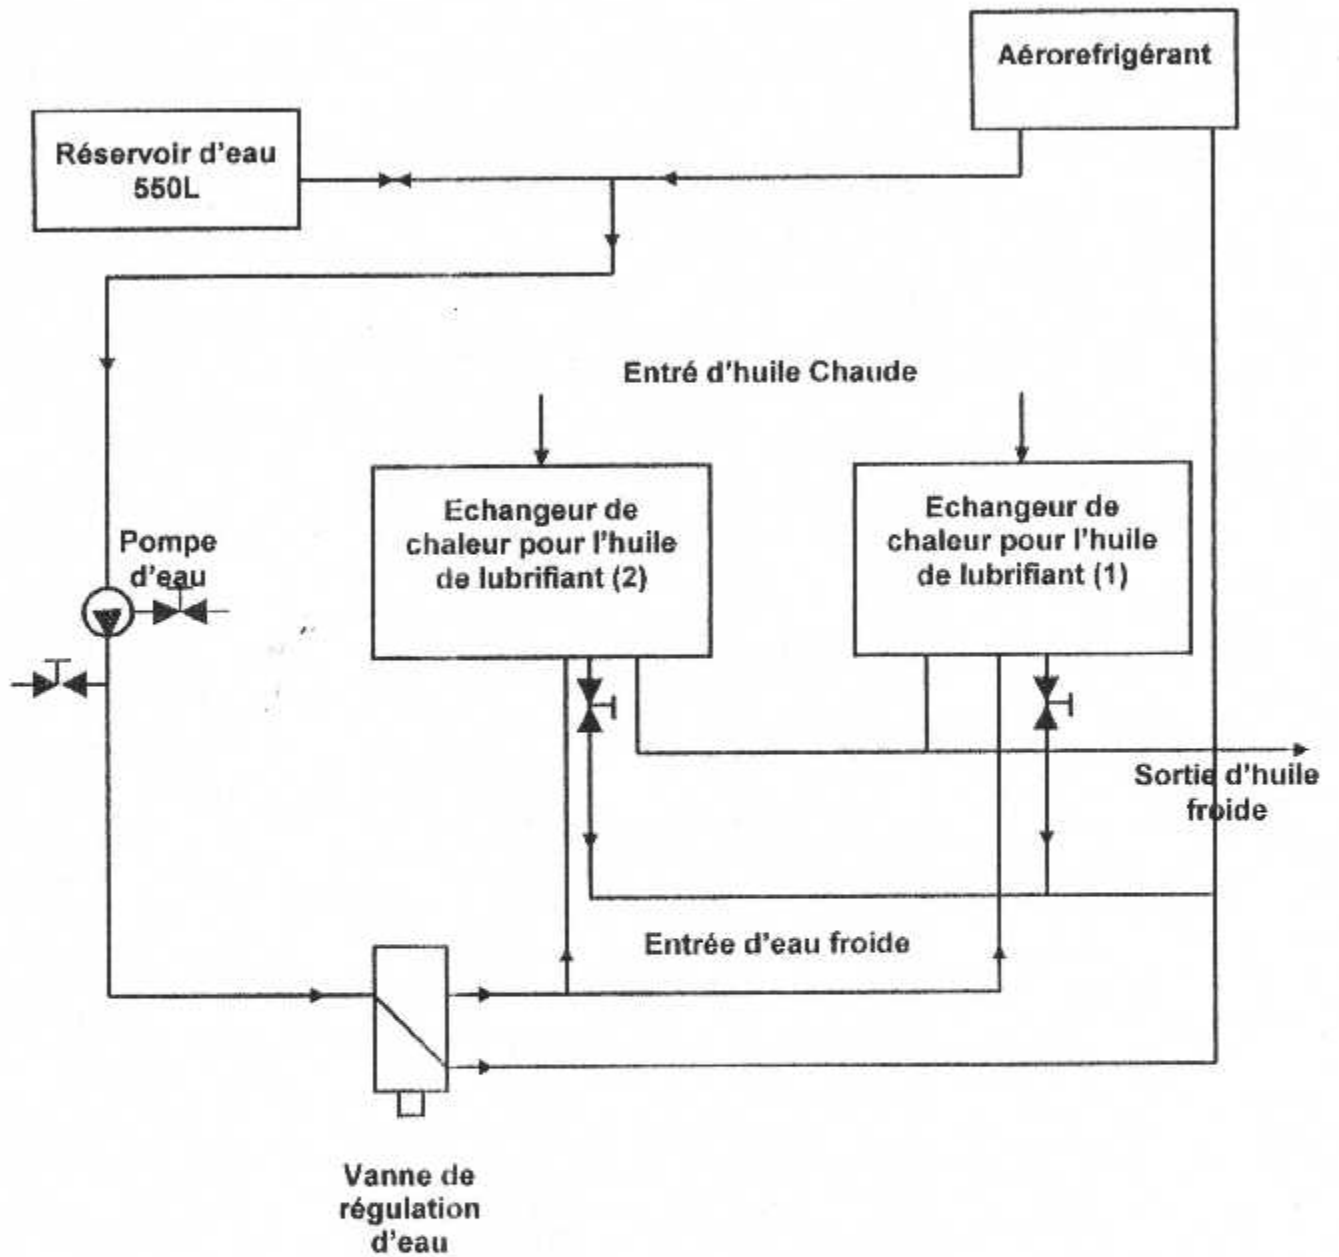 Aérorefrigérant
Réservoir d'eau
550L
Entré d'huile Chaude
Echangeur de
chaleur pour l'huile
de lubrifiant (2)
Echangeur de
chaleur pour l'huile
de lubrifiant (1)
Pompe
d'eau
Sortie d'huile
froide
Entrée d'eau froide
Vanne de
régulation
d'eau